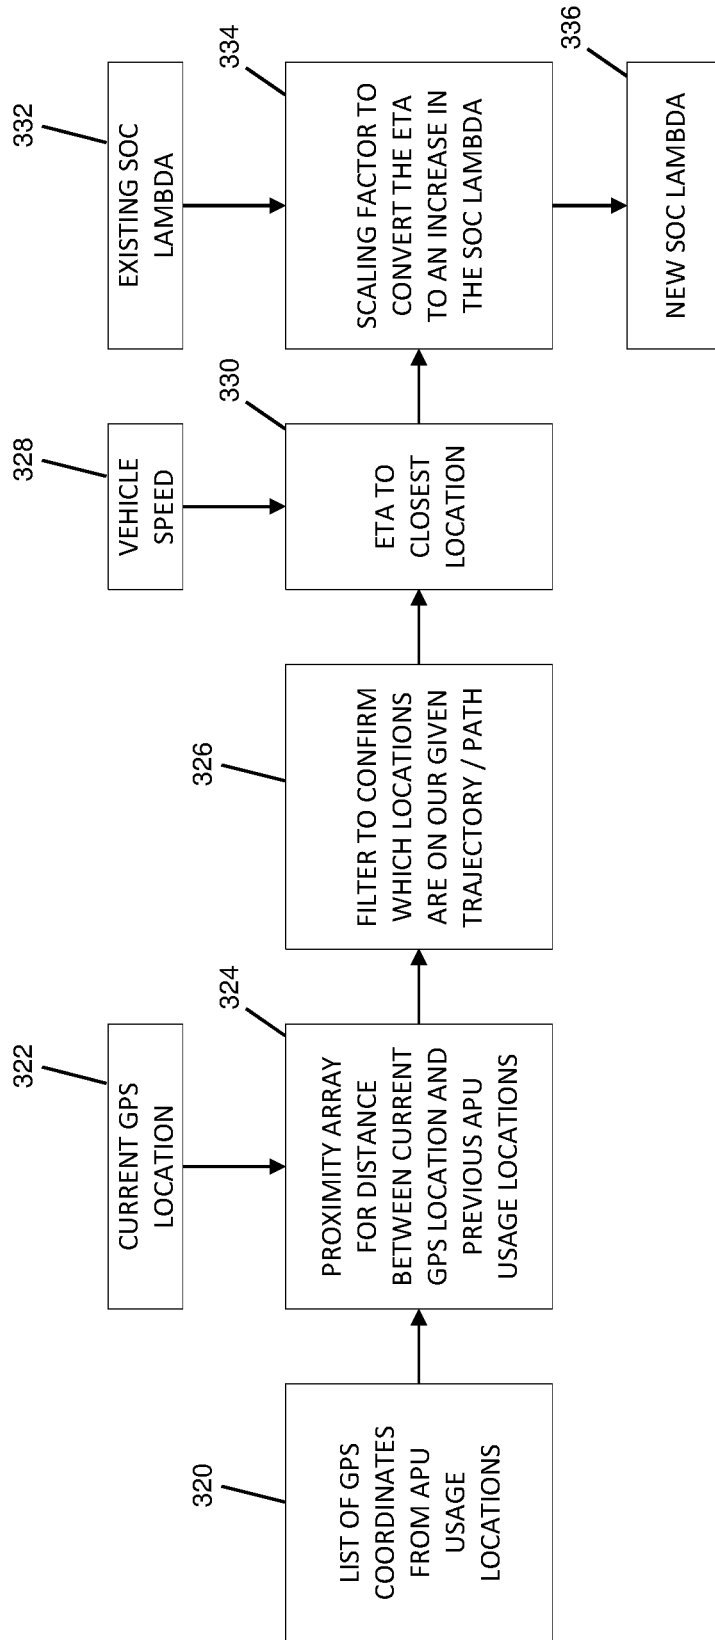 322
CURRENT GPS
LOCATION
328
VEHICLE
SPEED
332
EXISTING SOC
LAMBDA
320
LIST OF GPS
COORDINATES
FROM APU
USAGE
LOCATIONS
324
PROXIMITY ARRAY
FOR DISTANCE
BETWEEN CURRENT
GPS LOCATION AND
PREVIOUS APU
USAGE LOCATIONS
326
FILTER TO CONFIRM
WHICH LOCATIONS
ARE ON OUR GIVEN
TRAJECTORY / PATH
330
ETA TO
CLOSEST
LOCATION
334
SCALING FACTOR TO
CONVERT THE ETA
TO AN INCREASE IN
THE SOC LAMBDA
336
NEW SOC LAMBDA